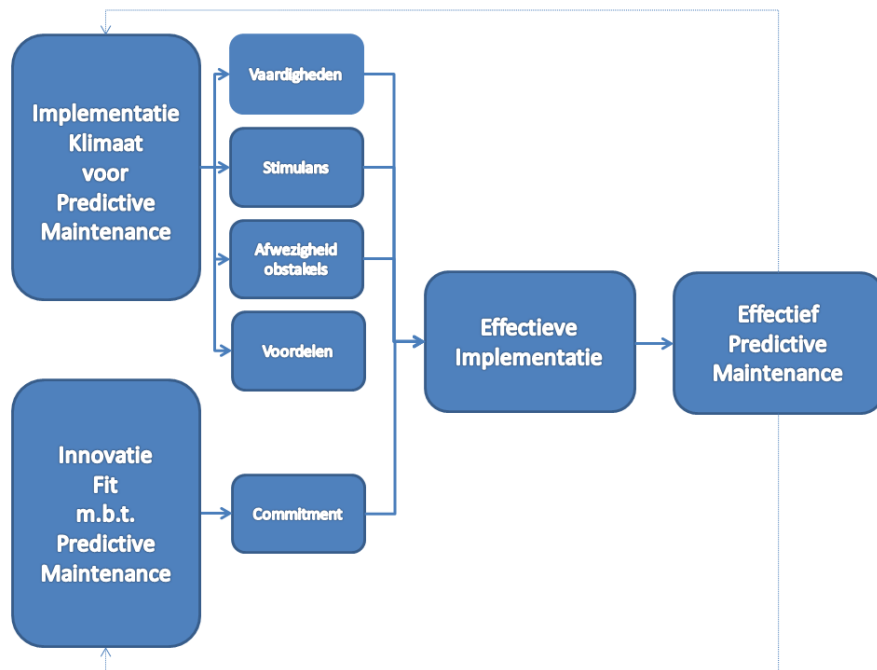 Implementatie
Klimaat
voor
Predictive
Maintenance
Vaardigheden
Stimulans
Afwezigheid
obstakels
Voordelen
Innovatie
Fit
m.b.t.
Predictive
Maintenance
Commitment
Effectieve
Implementatie
Effectief
Predictive
Maintenance